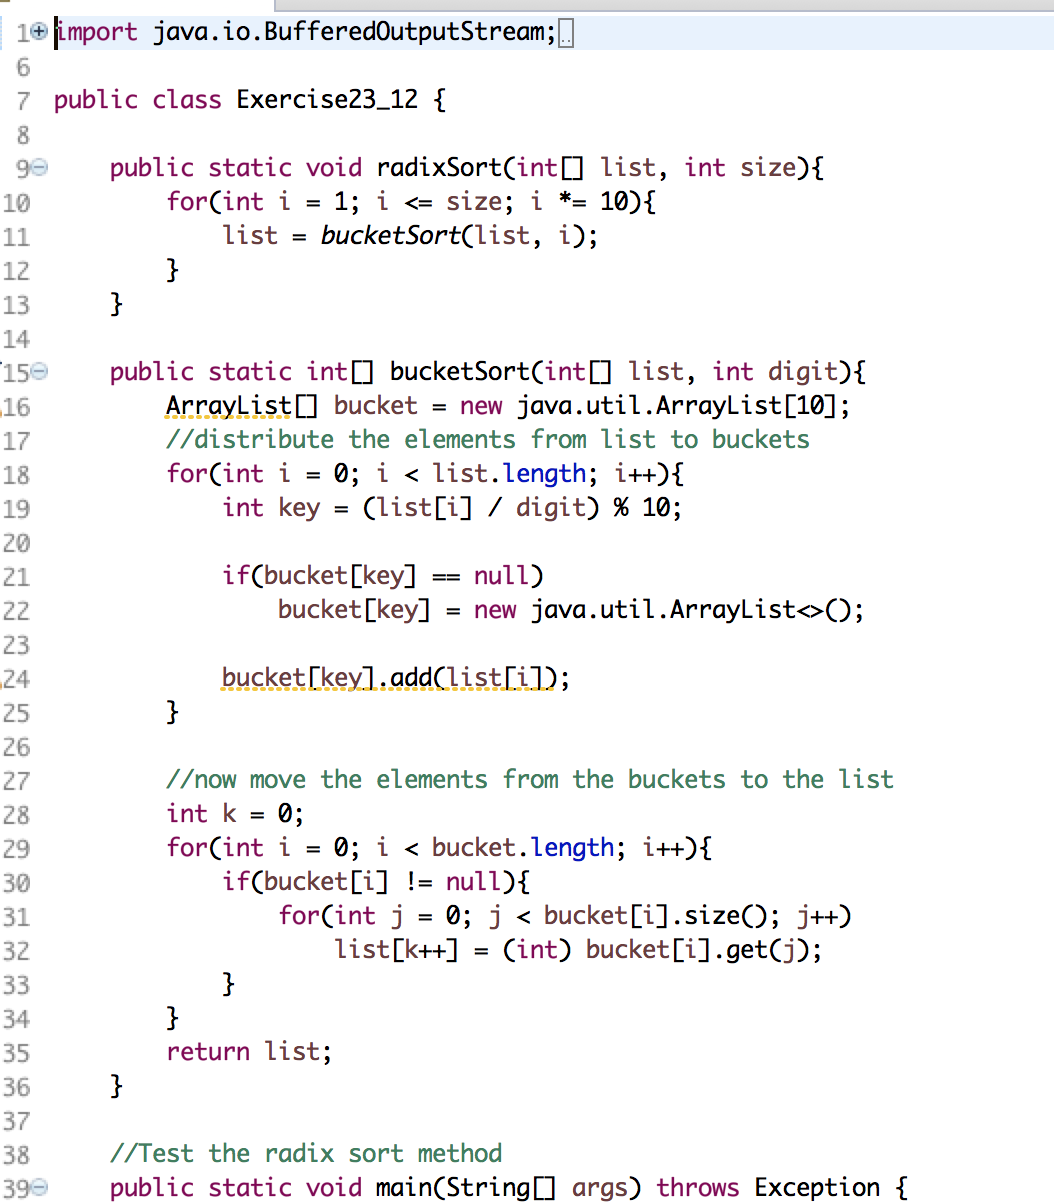 1 import java.io.BufferedOutputStream;
6
7 public class Exercise23_12 {
8
9     public static void radixSort(int[] list, int size){
10         for(int i = 1; i <= size; i *= 10){
11             list = bucketSort(list, i);
12         }
13     }
14
15     public static int[] bucketSort(int[] list, int digit){
16         ArrayList[] bucket = new java.util.ArrayList[10];
17         //distribute the elements from list to buckets
18         for(int i = 0; i < list.length; i++){
19             int key = (list[i] / digit) % 10;
20
21             if(bucket[key] == null)
22                 bucket[key] = new java.util.ArrayList<>();
23
24             bucket[key].add(list[i]);
25         }
26
27         //now move the elements from the buckets to the list
28         int k = 0;
29         for(int i = 0; i < bucket.length; i++){
30             if(bucket[i] != null){
31                 for(int j = 0; j < bucket[i].size(); j++)
32                     list[k++] = (int) bucket[i].get(j);
33             }
34         }
35         return list;
36     }
37
38     //Test the radix sort method
39     public static void main(String[] args) throws Exception {